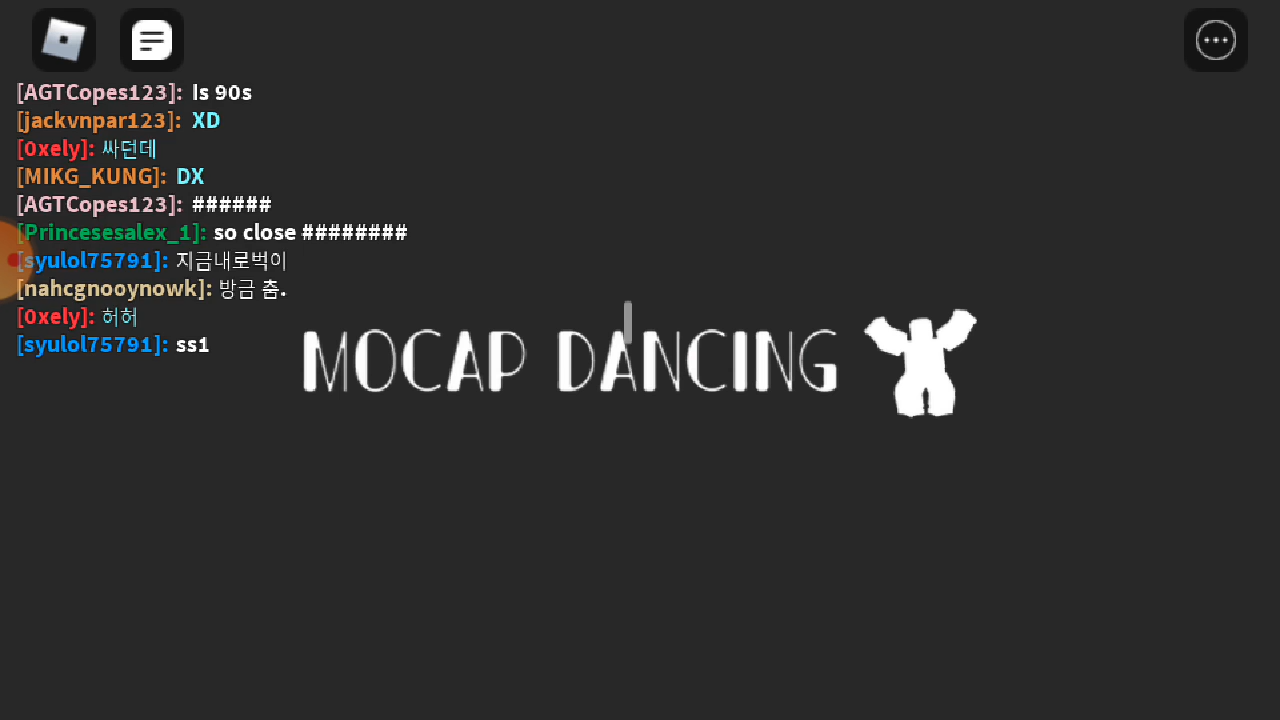 [AGTCopes123]: Is 90s
[jackvnpar123]: XD
[0xely]: 싸던데
[MIKG_KUNG]: DX
[AGTCopes123]: ######
[Princesesalex_1]: so close ########
[syulol75791]: 지금내로벅이
[nahcgnooynowk]: 방금 춤.
[0xely]: 허허
[syulol75791]: ss1
MOCAP DANCING